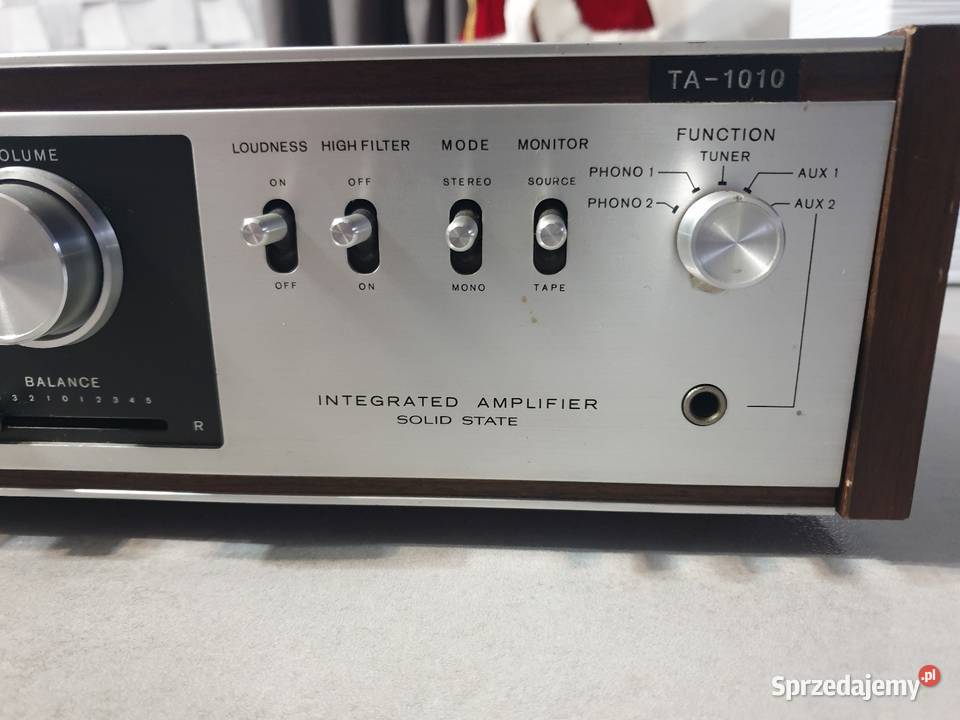 TA-1010
FUNCTION
TUNER
PHONO 1
AUX 1
PHONO 2
AUX 2
LOUDNESS HIGH FILTER MODE MONITOR
ON OFF STEREO SOURCE
OFF ON MONO TAPE
BALANCE
3 2 1 0 1 2 3 4 5
R
INTEGRATED AMPLIFIER
SOLID STATE
Sprzedajemy.pl